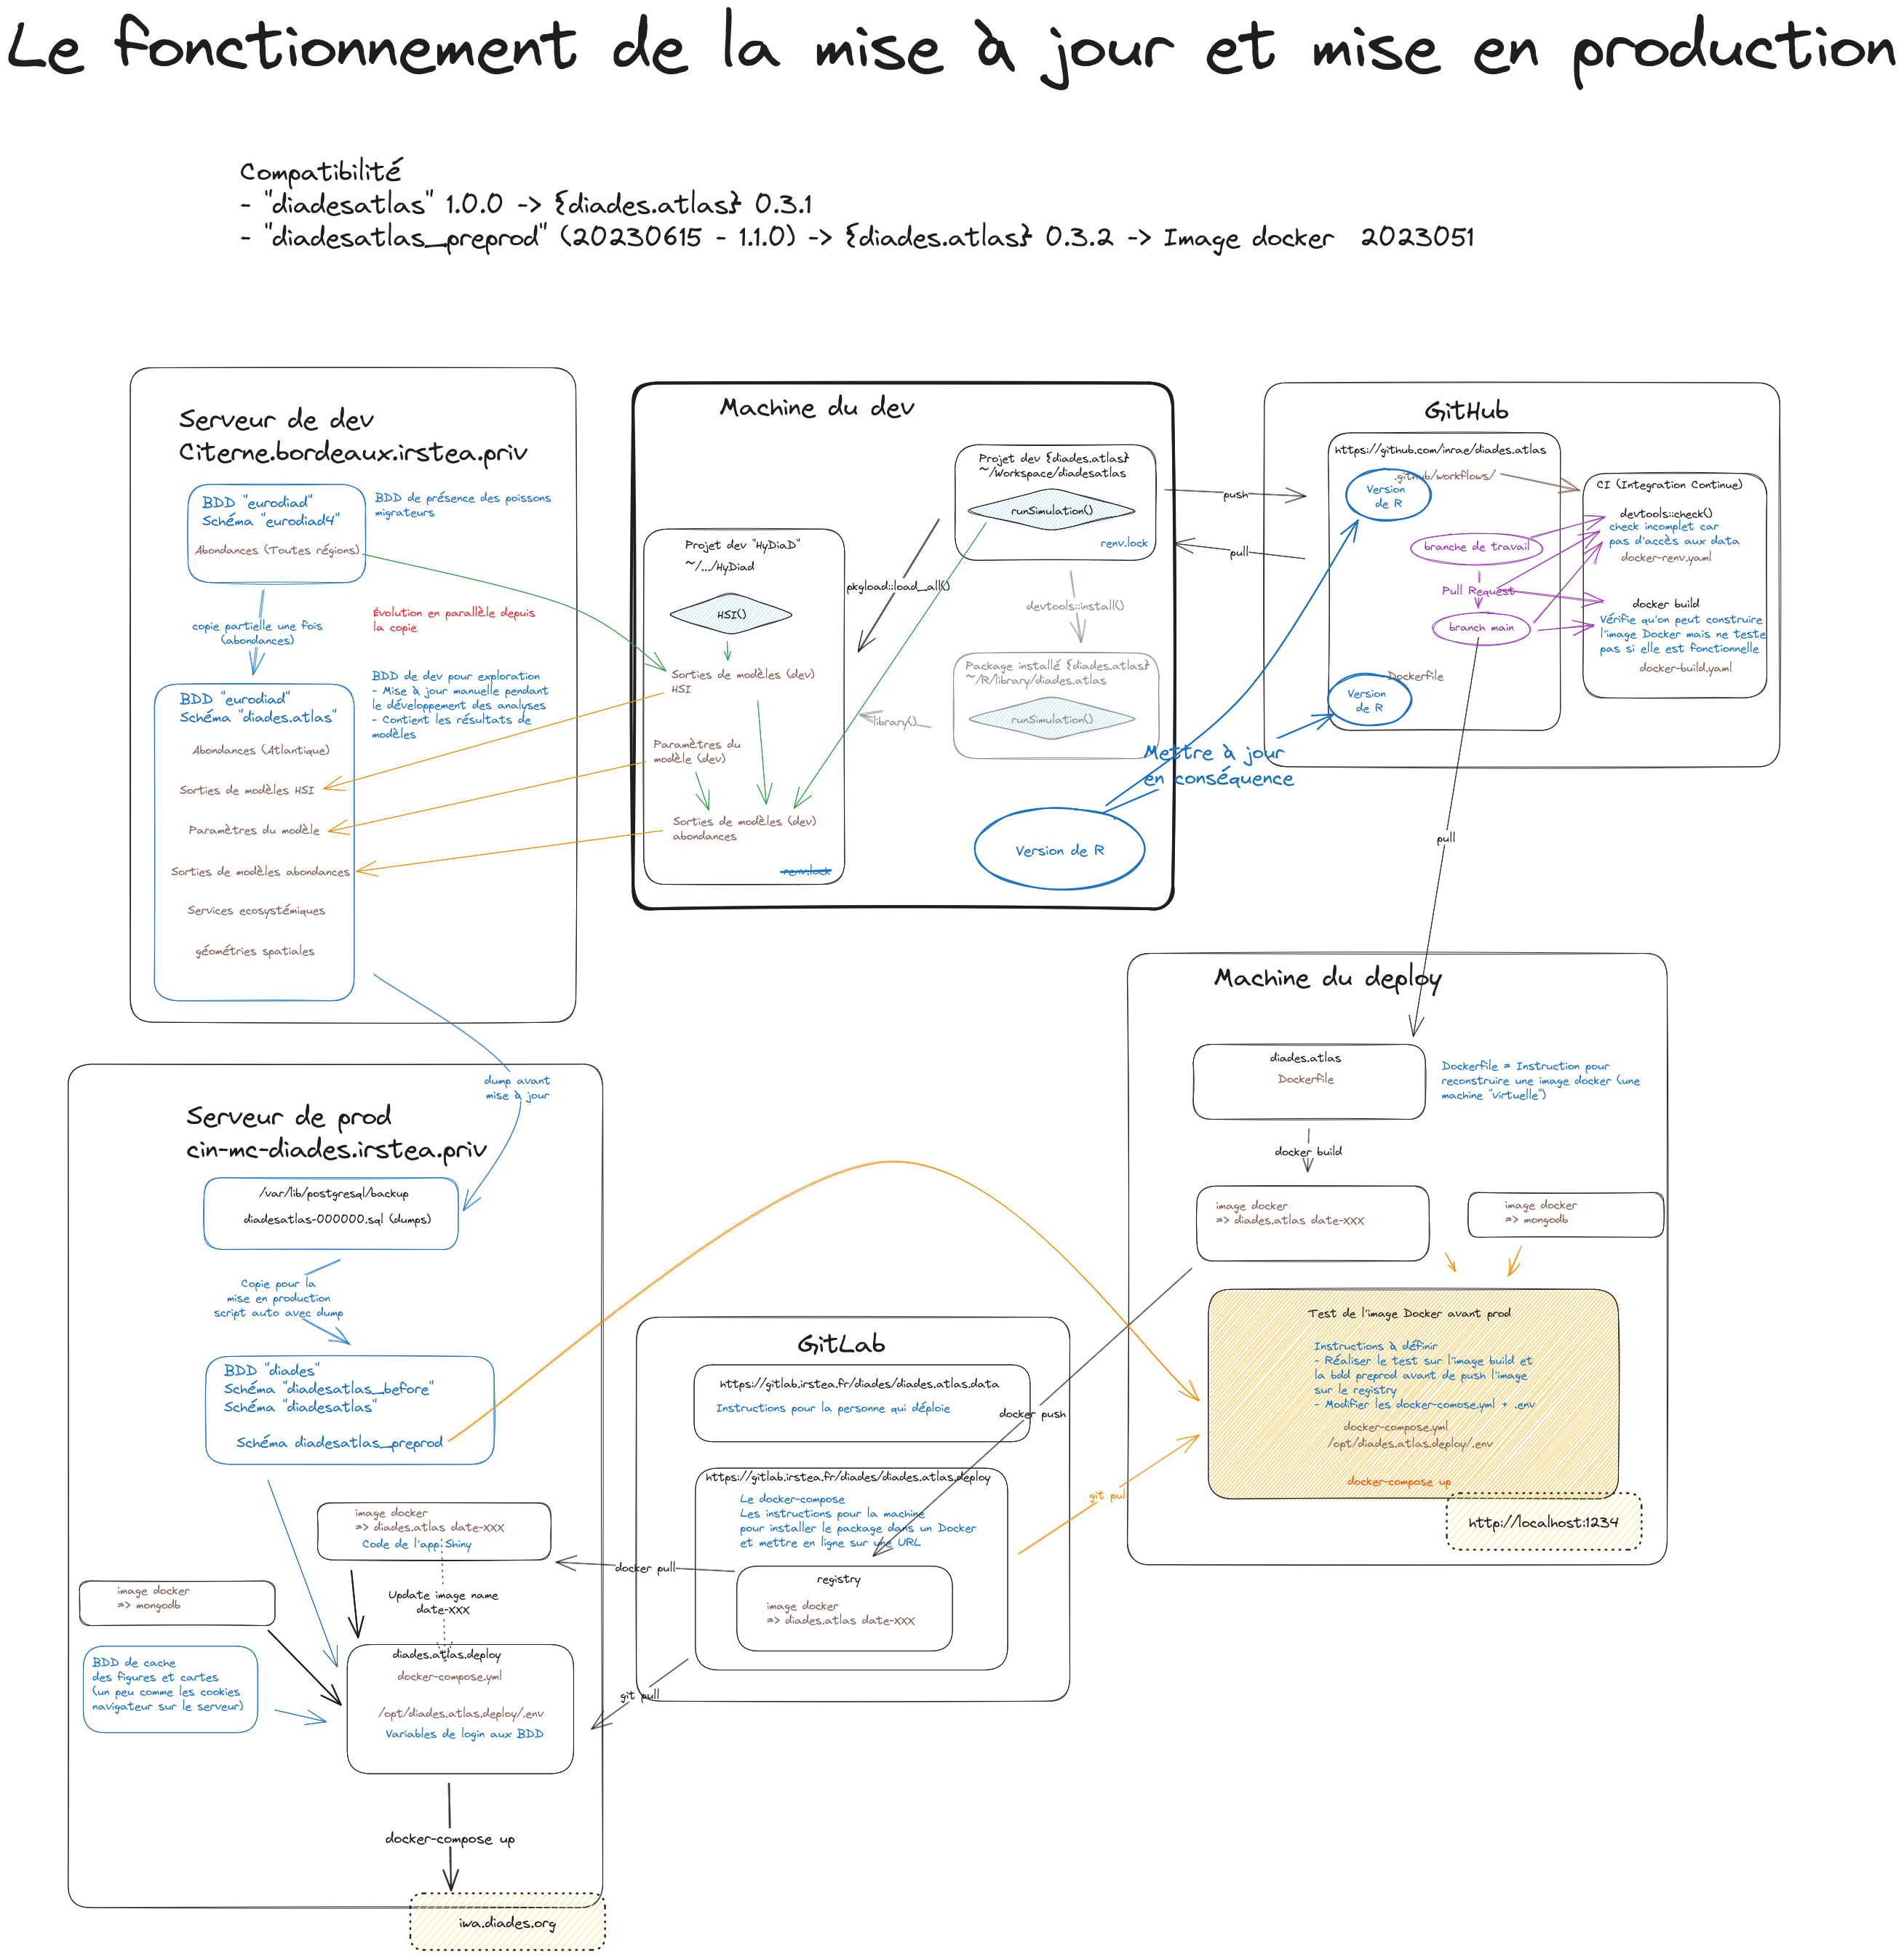 Le fonctionnement de la mise à jour et mise en production
Compatibilité
- "diadesatlas" 1.0.0 -> {diades.atlas} 0.3.1
- "diadesatlas_preprod" (20230615 - 1.1.0) -> {diades.atlas} 0.3.2 -> Image docker 2023051
Serveur de dev
Citerne.bordeaux.irstea.priv
BDD "eurodiad"
Schéma "eurodiad4"
Abondances (Toutes régions)
BDD de présence des poissons
migrateurs
copie partielle une fois
(abondances)
Évolution en parallèle depuis
la copie
BDD de dev pour exploration
- Mise à jour manuelle pendant
le développement des analyses
- Contient les résultats de
modèles
BDD "eurodiad"
Schéma "diades.atlas"
Abondances (Atlantique)
Sorties de modèles HSI
Paramètres du modèle
Sorties de modèles abondances
Services ecosystémiques
géométries spatiales
Machine du dev
Projet dev "HyDiaD"
~/.../HyDiad
HSI()
Sorties de modèles (dev)
HSI
Paramètres du
modèle (dev)
Sorties de modèles (dev)
abondances
renv.lock
Projet dev {diades.atlas}
~/Workspace/diadesatlas
runSimulation()
renv.lock
pkgload::load_all()
devtools::install()
Package installé {diades.atlas}
~/R/library/diades.atlas
runSimulation()
library()
Version de R
Mettre à jour
en conséquence
push
pull
GitHub
https://github.com/inrae/diades.atlas
.github/workflows/
Version
de R
branche de travail
Pull Request
branch main
Dockerfile
Version
de R
CI (Integration Continue)
devtools::check()
check incomplet car
pas d'accès aux data
docker-renv.yaml
docker build
Vérifie qu'on peut construire
l'image Docker mais ne teste
pas si elle est fonctionnelle
docker-build.yaml
pull
Machine du deploy
diades.atlas
Dockerfile
Dockerfile = Instruction pour
reconstruire une image docker (une
machine "virtuelle")
docker build
image docker
=> diades.atlas date-XXX
image docker
=> mongodb
Test de l'image Docker avant prod
Instructions à définir
- Réaliser le test sur l'image build et
la bdd preprod avant de push l'image
sur le registry
- Modifier les docker-comose.yml + .env
docker-compose.yml
/opt/diades.atlas.deploy/.env
docker-compose up
http://localhost:1234
dump avant
mise à jour
Serveur de prod
cin-mc-diades.irstea.priv
/var/lib/postgresql/backup
diadesatlas-000000.sql (dumps)
Copie pour la
mise en production
script auto avec dump
BDD "diades"
Schéma "diadesatlas_before"
Schéma "diadesatlas"
Schéma diadesatlas_preprod
image docker
=> diades.atlas date-XXX
Code de l'app Shiny
image docker
=> mongodb
Update image name
date-XXX
BDD de cache
des figures et cartes
(un peu comme les cookies
navigateur sur le serveur)
diades.atlas.deploy
docker-compose.yml
/opt/diades.atlas.deploy/.env
Variables de login aux BDD
docker-compose up
iwa.diades.org
GitLab
https://gitlab.irstea.fr/diades/diades.atlas.data
Instructions pour la personne qui déploie
docker push
https://gitlab.irstea.fr/diades/diades.atlas.deploy
Le docker-compose
Les instructions pour la machine
pour installer le package dans un Docker
et mettre en ligne sur une URL
registry
image docker
=> diades.atlas date-XXX
docker pull
git pull
git pull